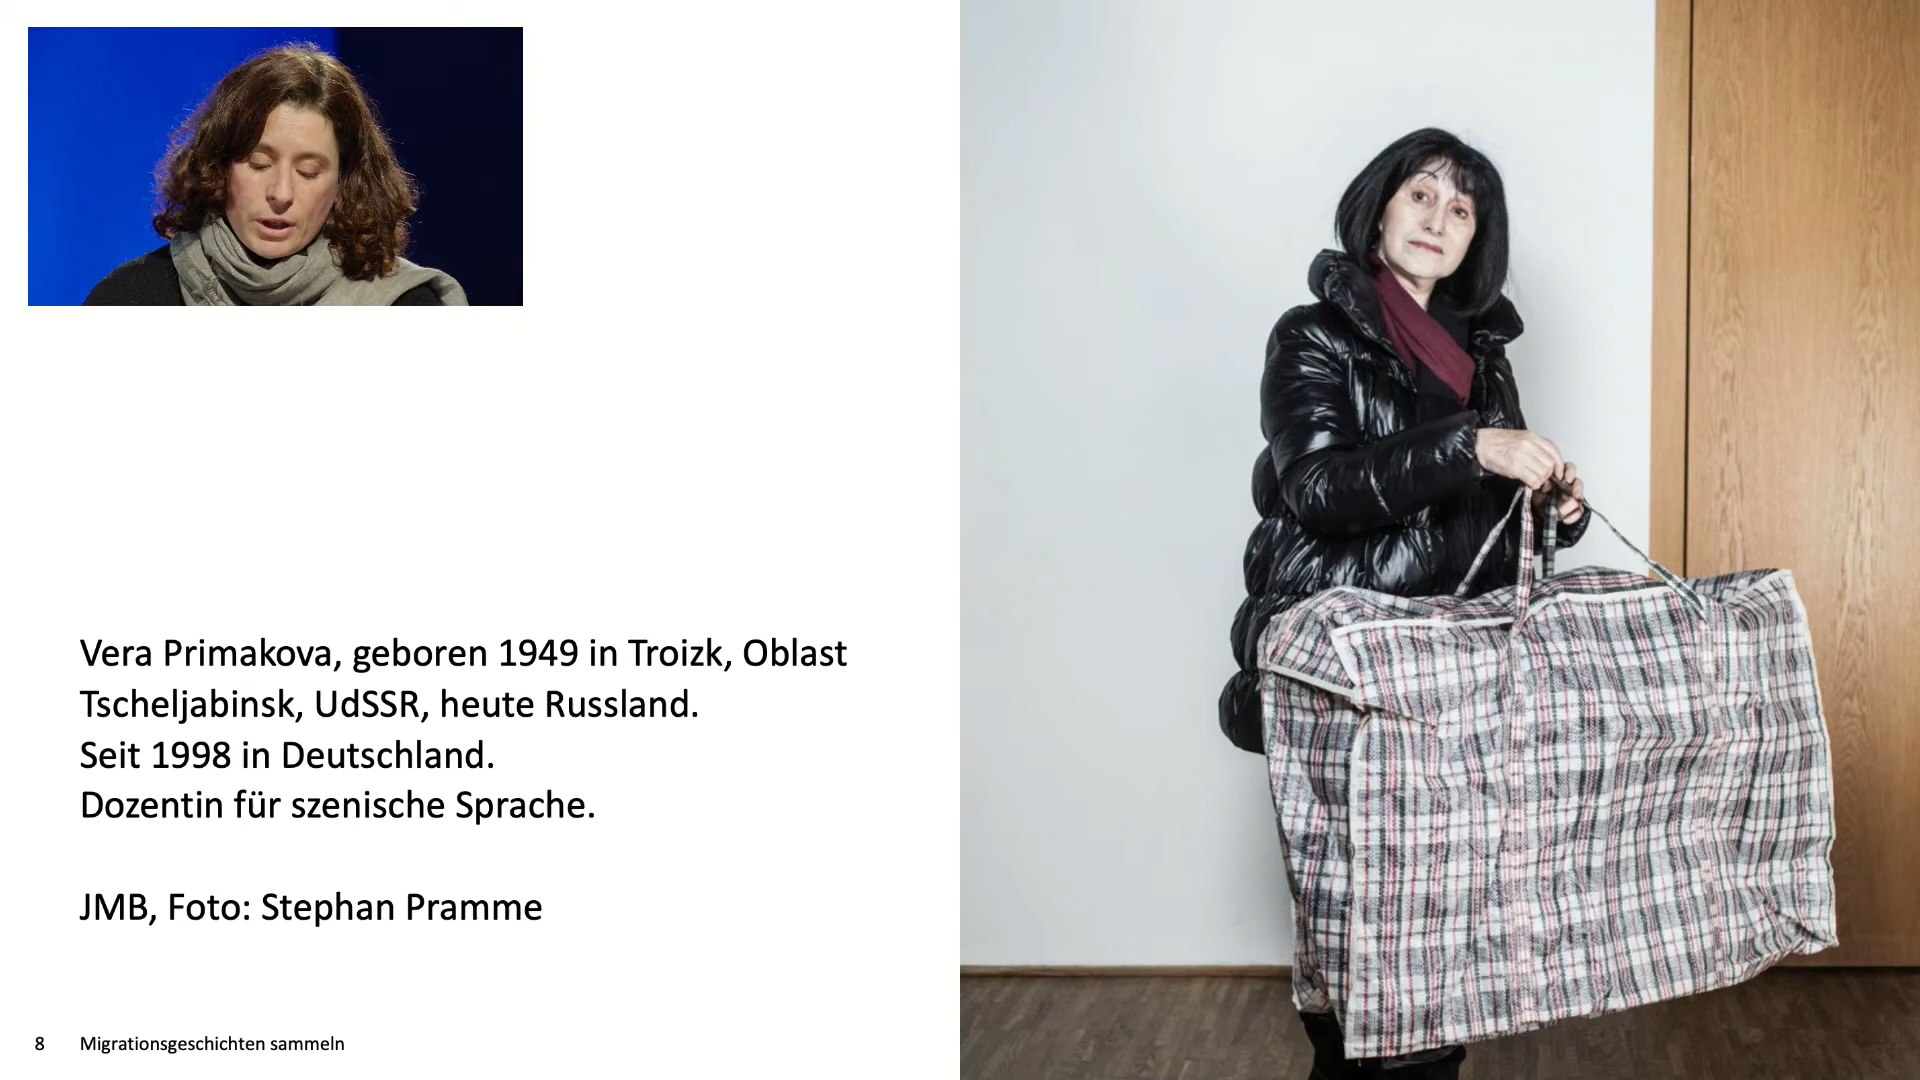 Vera Primakova, geboren 1949 in Troizk, Oblast
Tscheljabinsk, UdSSR, heute Russland.
Seit 1998 in Deutschland.
Dozentin für szenische Sprache.
JMB, Foto: Stephan Pramme
8 Migrationsgeschichten sammeln